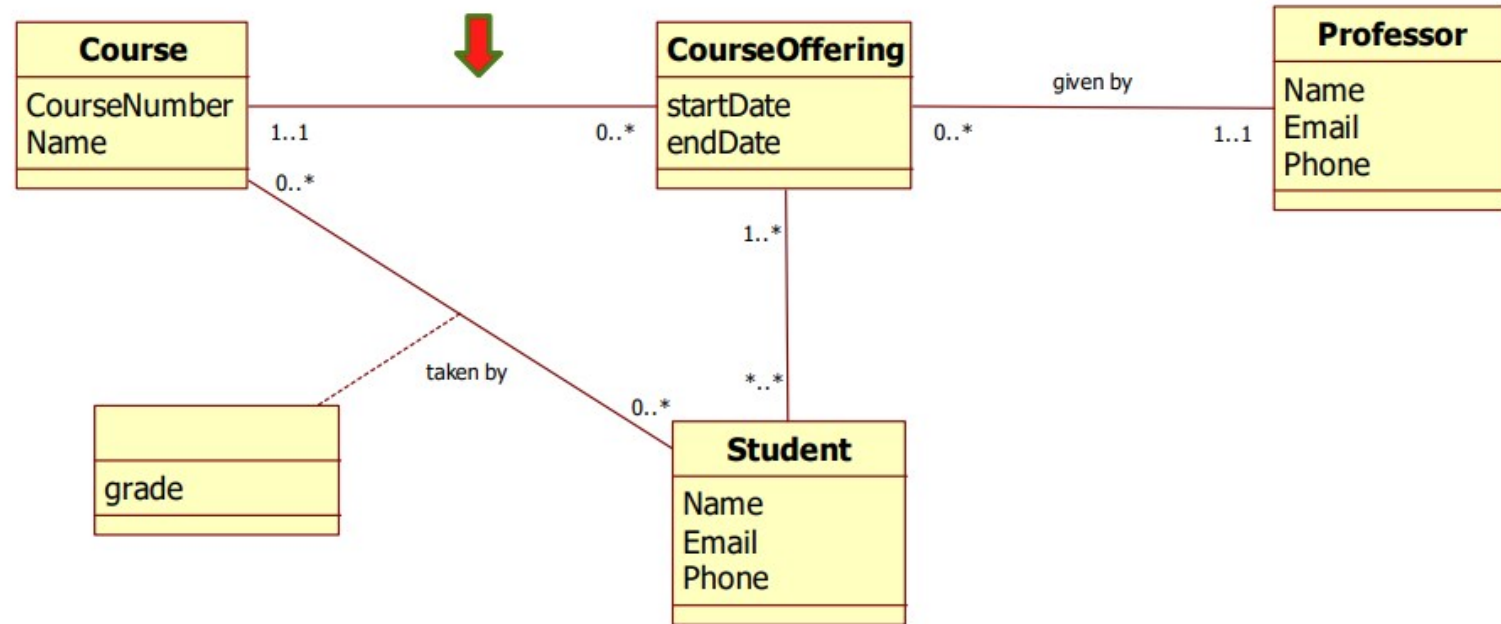 Course
CourseNumber
Name
1..1
0..*
0..*
CourseOffering
startDate
endDate
given by
0..*
1..1
Professor
Name
Email
Phone
1..*
*..*
taken by
0..*
grade
Student
Name
Email
Phone